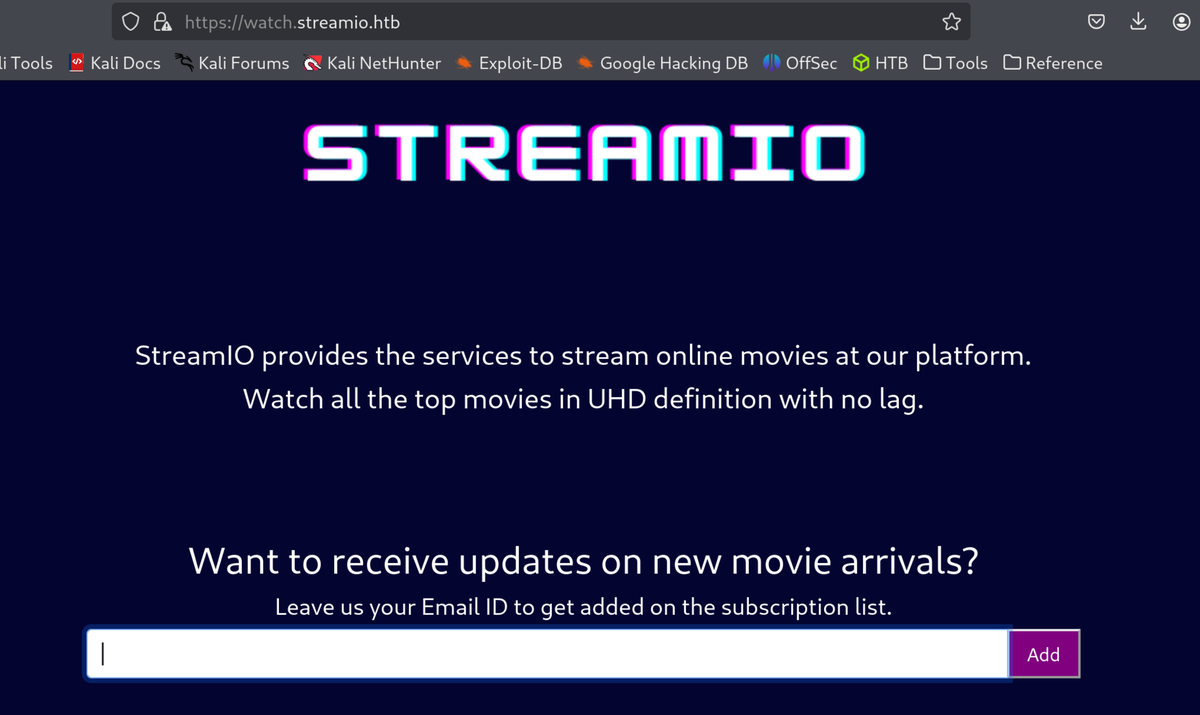 https://watch.streamio.htb
li Tools Kali Docs Kali Forums Kali NetHunter Exploit-DB Google Hacking DB OffSec HTB Tools Reference
STREAMIO
StreamIO provides the services to stream online movies at our platform.
Watch all the top movies in UHD definition with no lag.
Want to receive updates on new movie arrivals?
Leave us your Email ID to get added on the subscription list.
Add